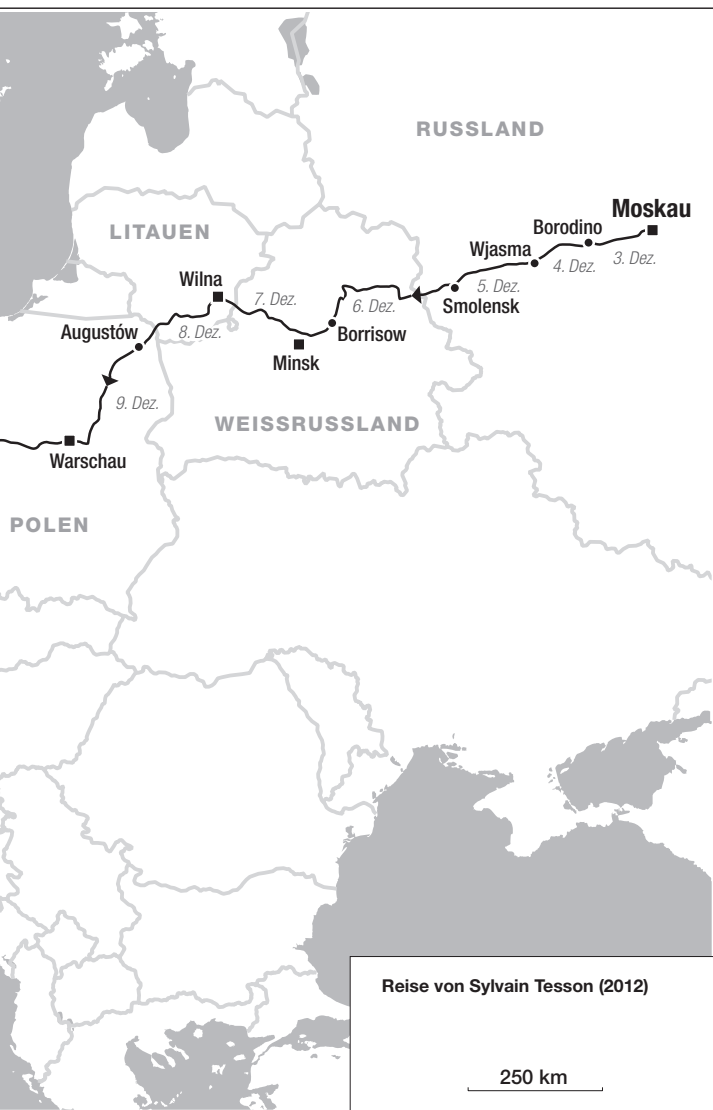 RUSSLAND
Moskau
Borodino
LITAUEN
Wjasma
3. Dez.
4. Dez.
Wilna
5. Dez.
7. Dez.
6. Dez.
Smolensk
Augustów
8. Dez.
Borrisow
Minsk
9. Dez.
WEISSRUSSLAND
Warschau
POLEN
Reise von Sylvain Tesson (2012)
250 km